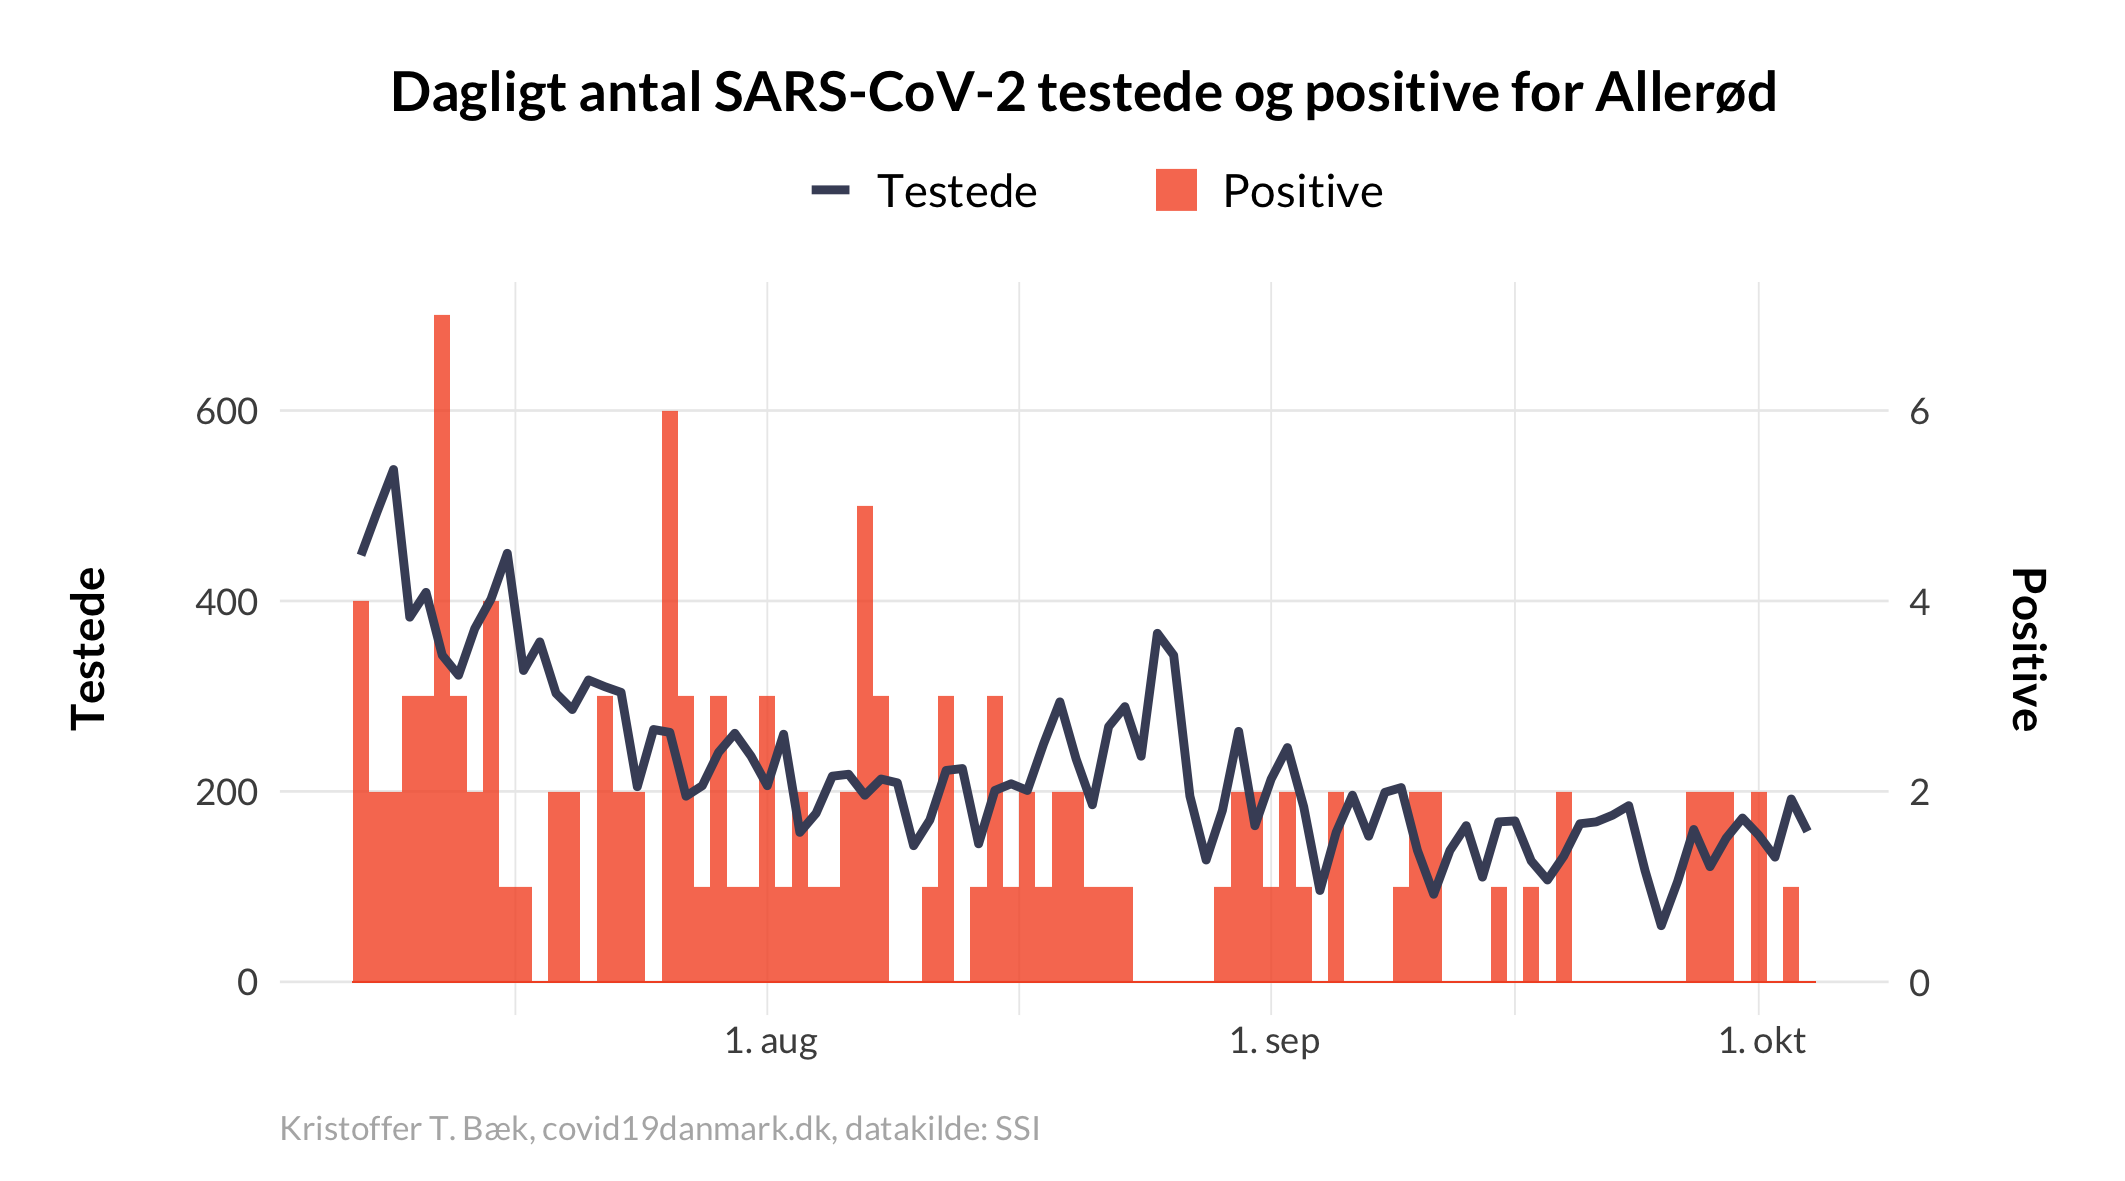 Dagligt antal SARS-CoV-2 testede og positive for Allerød
Testede
Positive
Testede
600
400
200
0
6
4
2
0
Positive
1. aug
1. sep
1. okt
Kristoffer T. Bæk, covid19danmark.dk, datakilde: SSI